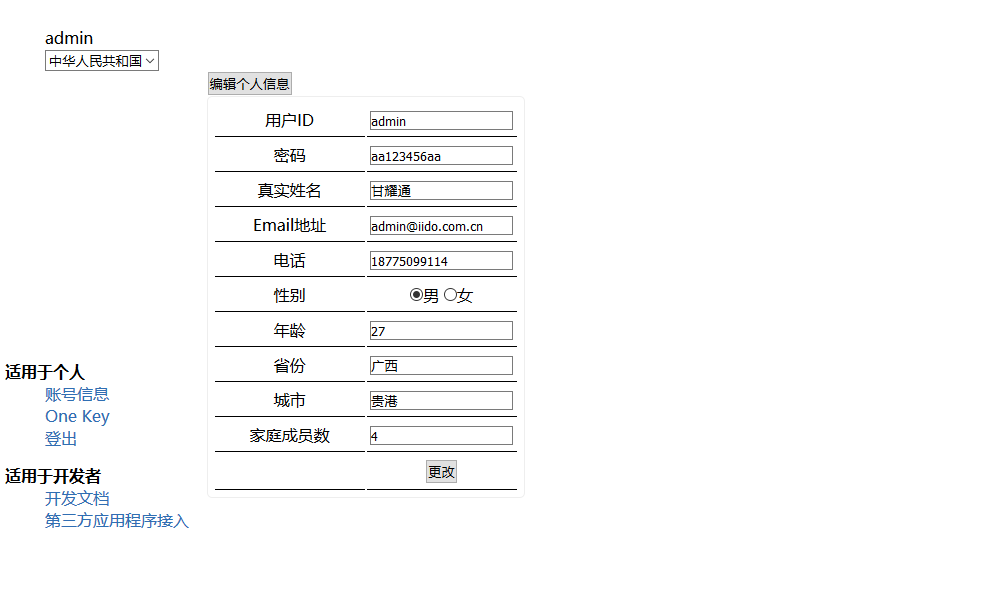 admin
中华人民共和国
编辑个人信息
用户ID admin
密码 aa123456aa
真实姓名 甘耀通
Email地址 admin@iido.com.cn
电话 18775099114
性别 男 女
年龄 27
省份 广西
城市 贵港
家庭成员数 4
更改
适用于个人
账号信息
One Key
登出
适用于开发者
开发文档
第三方应用程序接入